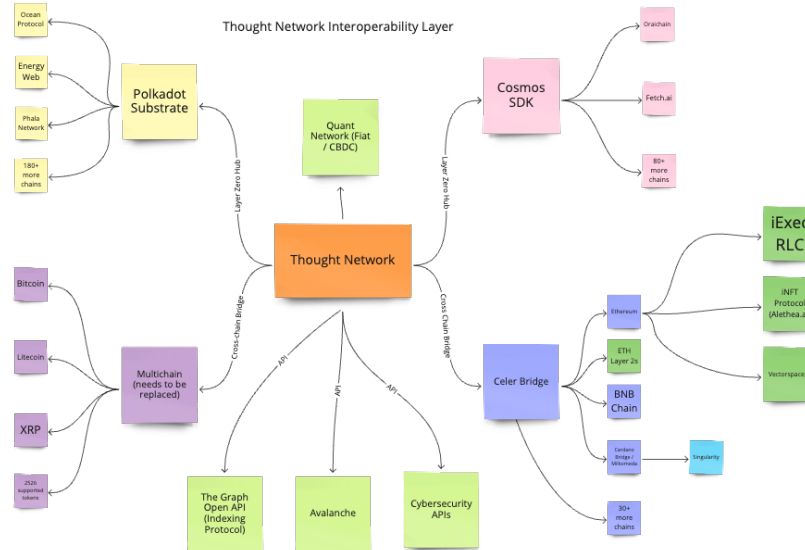 Thought Network Interoperability Layer
Ocean
Protocol
Energy
Web
Phala
Network
180+
more
chains
Polkadot
Substrate
Layer Zero Hub
Quant
Network (Fiat
/ CBDC)
Layer Zero Hub
Cosmos
SDK
Oraichain
Fetch.ai
80+
more
chains
Thought Network
Bitcoin
Litecoin
XRP
2526
supported
tokens
Multichain
(needs to be
replaced)
Cross-chain Bridge
API
API
API
The Graph
Open API
(Indexing
Protocol)
Avalanche
Cybersecurity
APIs
Cross Chain Bridge
Celer Bridge
Ethereum
ETH
Layer 2s
BNB
Chain
Cardano
Bridge /
Milkomeda
Singularity
30+
more
chains
iExec
RLC
iNFT
Protocol
(Alethea.a
Vectorspace